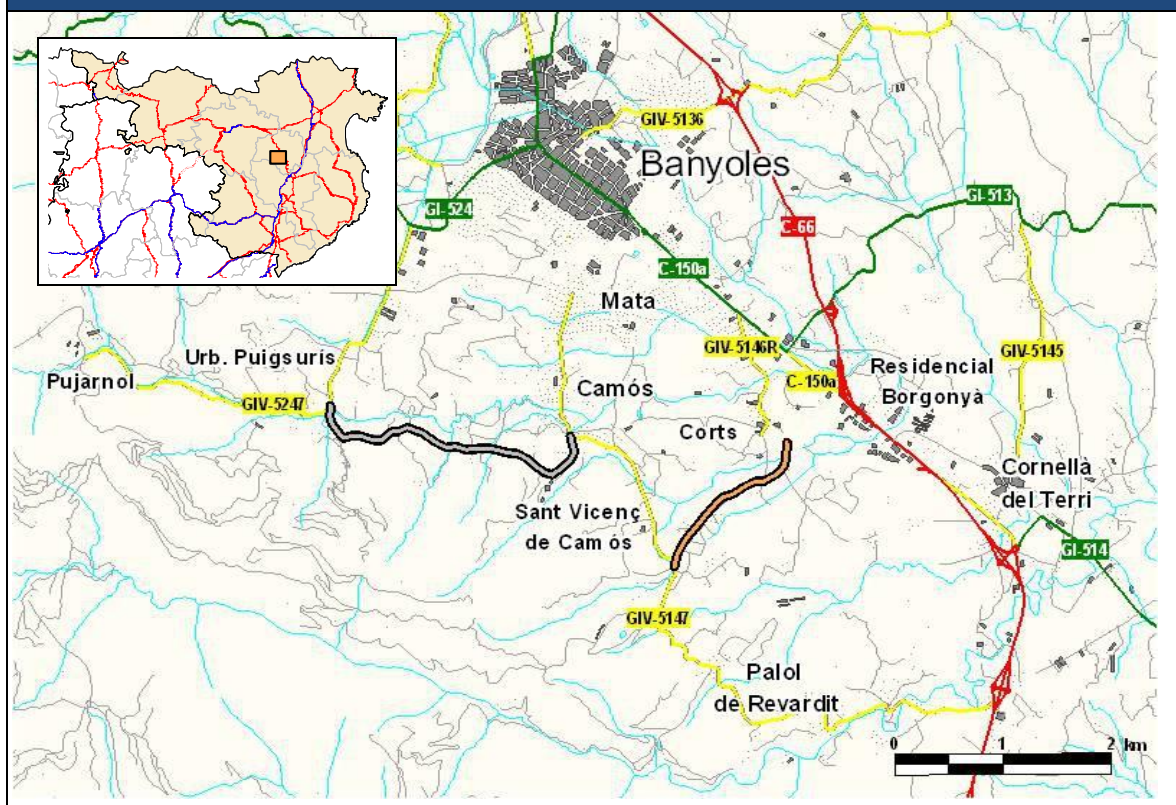 GIV-5136
Banyoles
GI-524
GI-513
C-66
C-150a
Mata
GIV-5146R
GIV-5145
Urb. Puigsurís
Pujarnol
C-150a
Residencial
Borgonyà
Camós
GIV-5247
Corts
Cornellà
del Terri
Sant Vicenç
de Camós
GI-514
GIV-5147
Palol
de Revardit
0 1 2 km